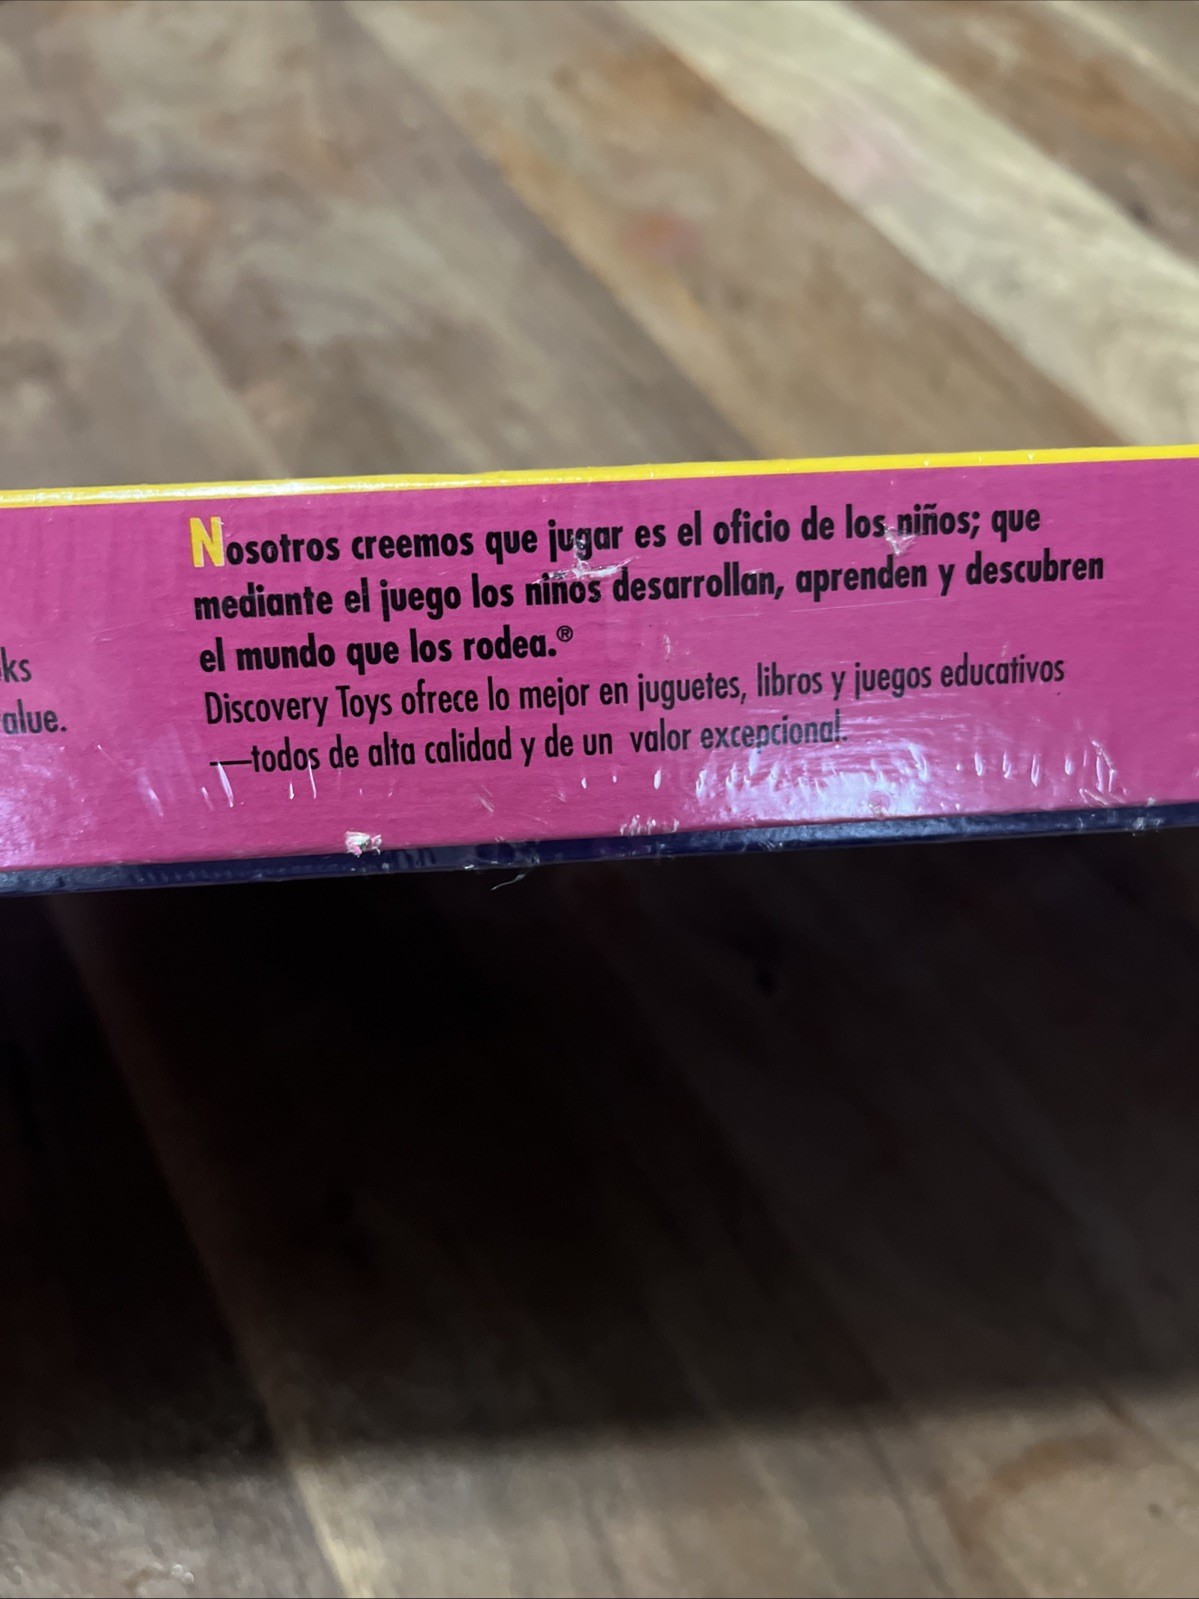 Nosotros creemos que jugar es el oficio de los niños; que
mediante el juego los niños desarrollan, aprenden y descubren
el mundo que los rodea.®
Discovery Toys ofrece lo mejor en juguetes, libros y juegos educativos
—todos de alta calidad y de un valor excepcional.
ks
alue.